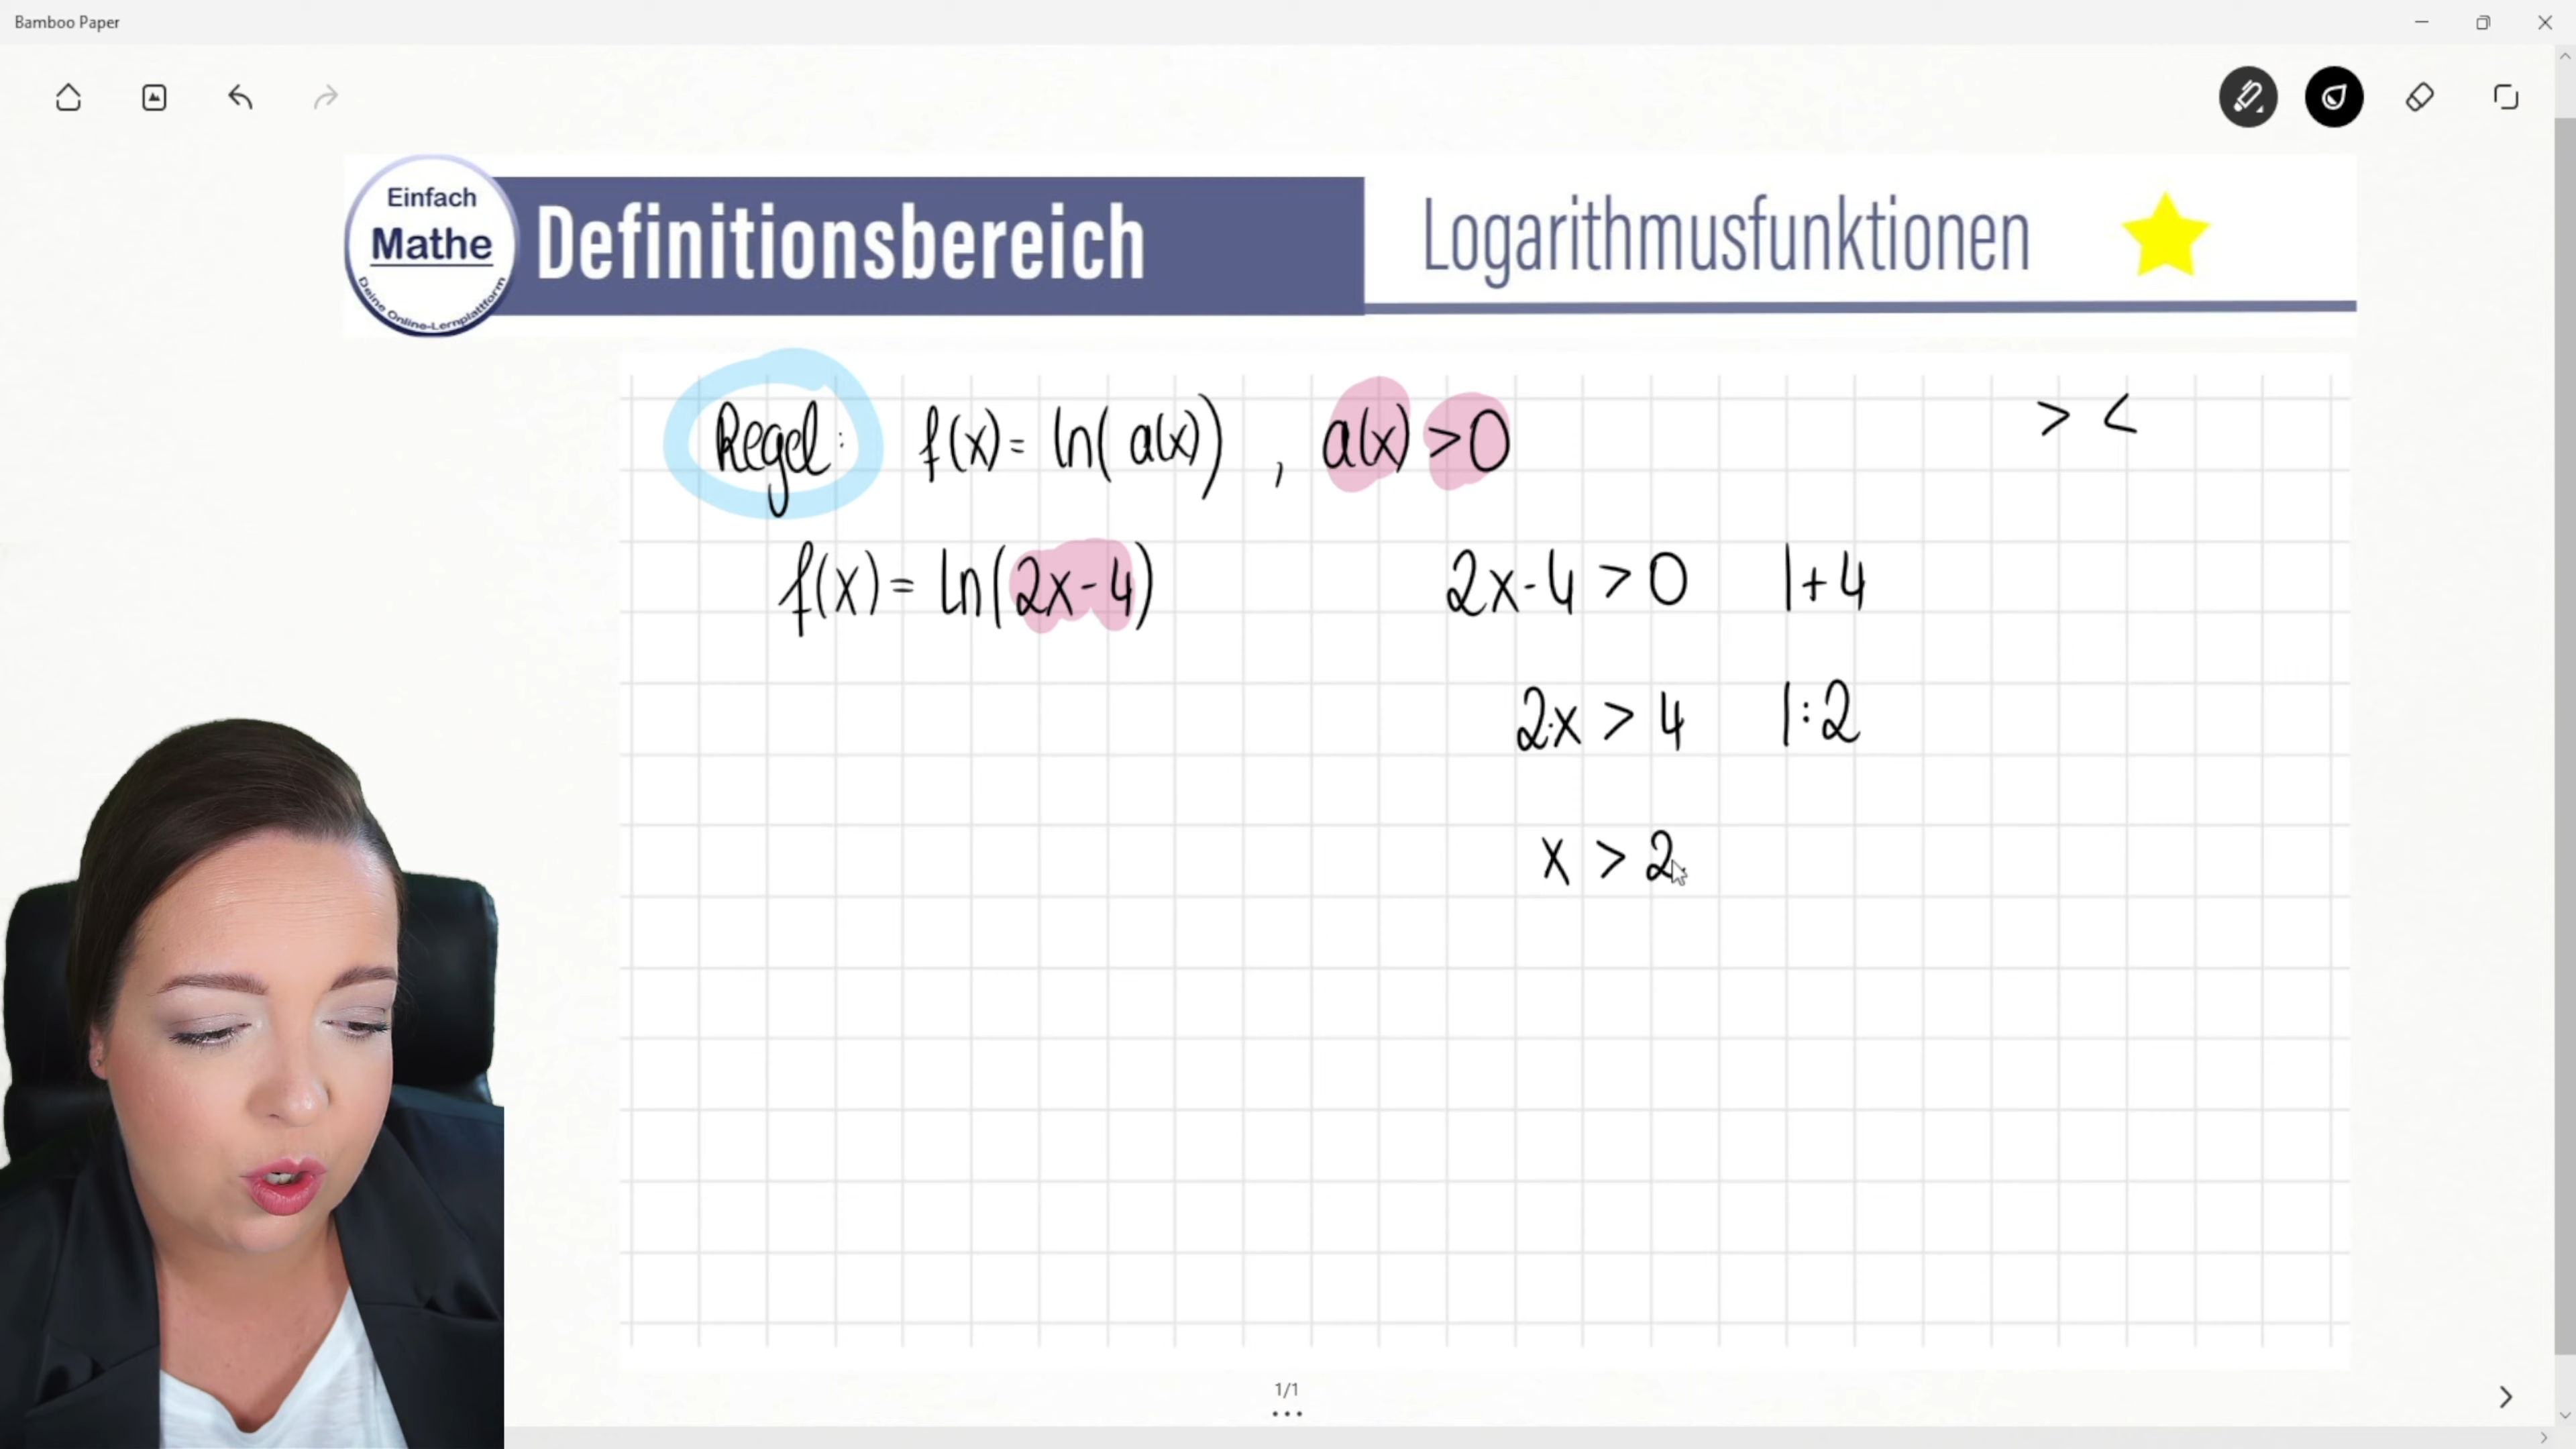 Bamboo Paper
Einfach
Mathe
Deine Online-Lernplattform
Definitionsbereich
Logarithmusfunktionen
Regel: f(x) = ln( a(x)) , a(x) > 0
> <
f(x) = ln(2x-4)
2x-4 > 0 |+4
2·x > 4 |:2
x > 2
1/1